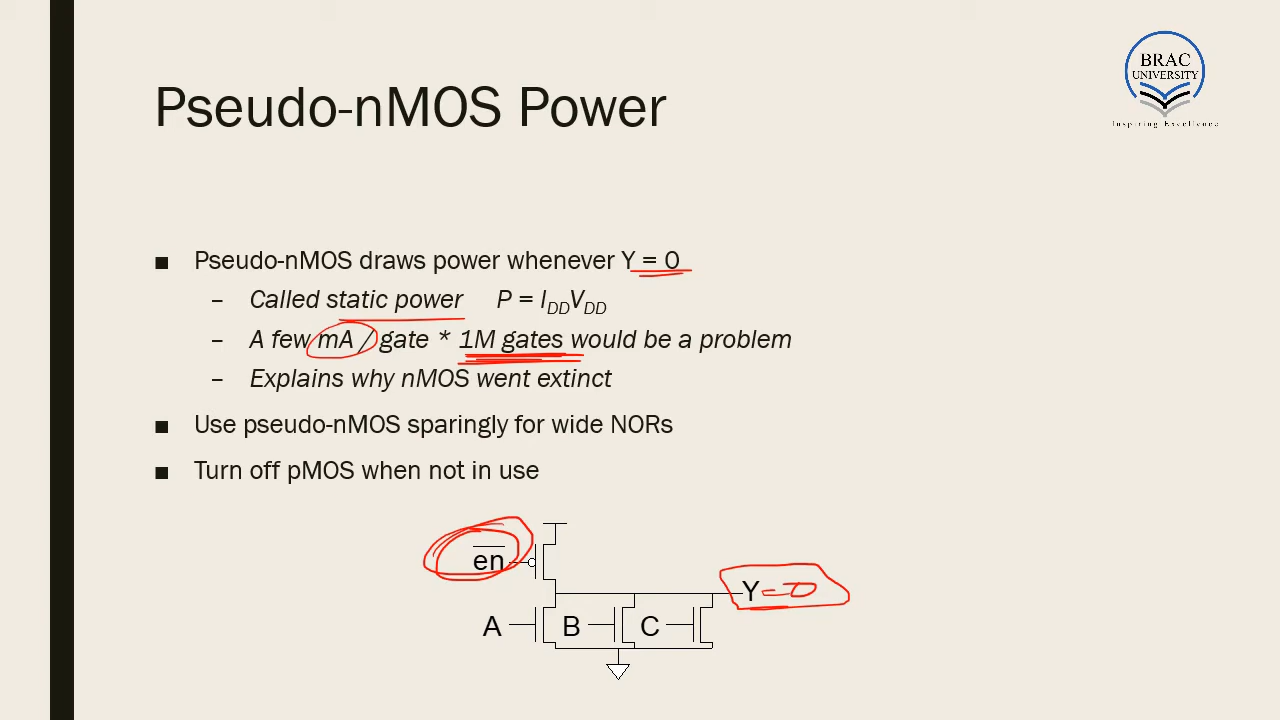 BRAC
UNIVERSITY
Inspiring Excellence
Pseudo-nMOS Power
■ Pseudo-nMOS draws power whenever Y = 0
– Called static power P = IDDVDD
– A few mA / gate * 1M gates would be a problem
– Explains why nMOS went extinct
■ Use pseudo-nMOS sparingly for wide NORs
■ Turn off pMOS when not in use
e̅n̅
Y = 0
A B C